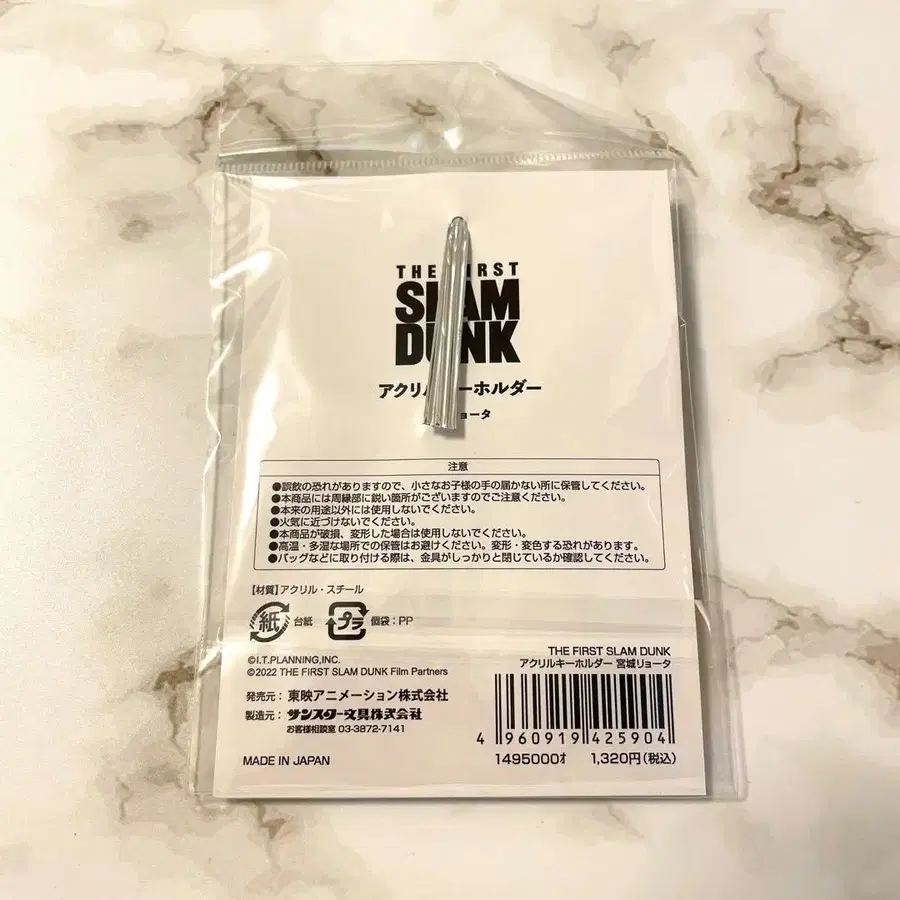 THE FIRST
SLAM
DUNK
アクリルキーホルダー
リョータ
注意
●誤飲の恐れがありますので、小さなお子様の手の届かない所に保管してください。
●本商品には周縁部に鋭い箇所がございますのでご注意ください。
●本来の用途以外には使用しないでください。
●火気に近づけないでください。
●本商品が破損、変形した場合は使用しないでください。
●高温・多湿な場所での保管はお避けください。変形・変色する恐れがあります。
●バッグなどに取り付ける際は、金具がしっかりと閉じているか確認してください。
【材質】アクリル・スチール
紙 台紙 プラ 個袋：PP
©I.T.PLANNING,INC.
©2022 THE FIRST SLAM DUNK Film Partners
発売元：東映アニメーション株式会社
製造元：サンスター文具株式会社
お客様相談室 03-3872-7141
MADE IN JAPAN
THE FIRST SLAM DUNK
アクリルキーホルダー 宮城リョータ
4 960919 425904
1495000ｵ 1,320円(税込)